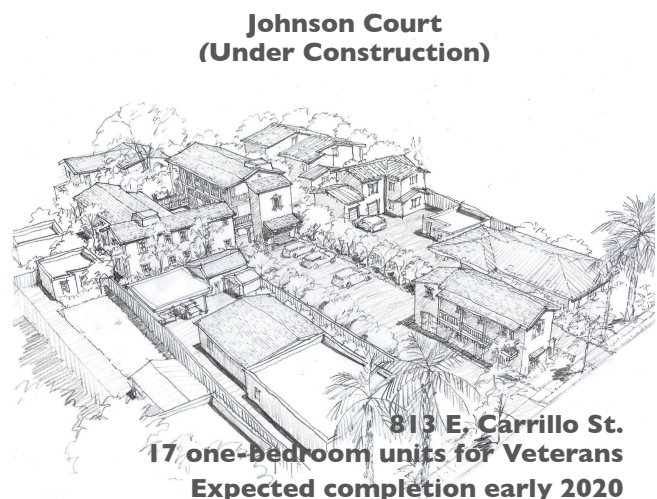 Johnson Court
(Under Construction)
813 E. Carrillo St.
17 one-bedroom units for Veterans
Expected completion early 2020